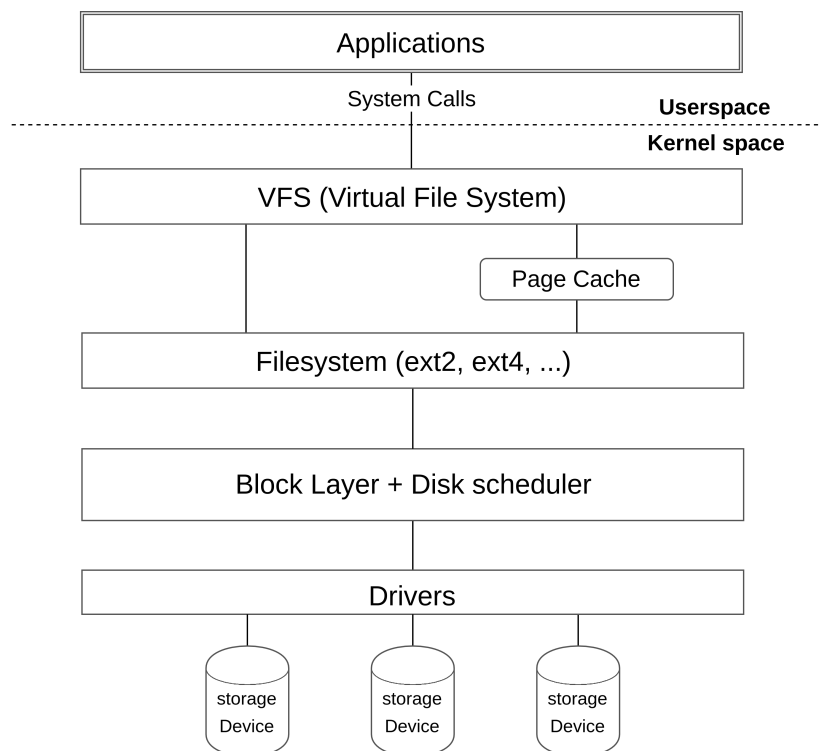 Applications
System Calls
Userspace
Kernel space
VFS (Virtual File System)
Page Cache
Filesystem (ext2, ext4, ...)
Block Layer + Disk scheduler
Drivers
storage
Device
storage
Device
storage
Device